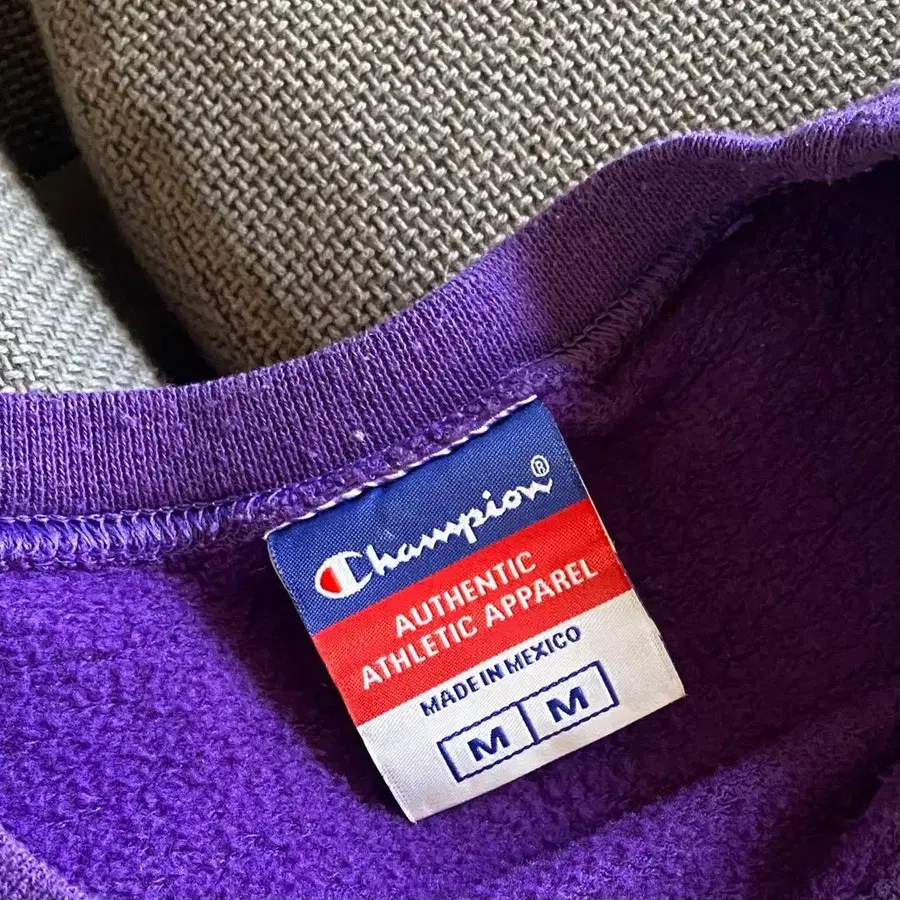 Champion®
AUTHENTIC
ATHLETIC APPAREL
MADE IN MEXICO
M M